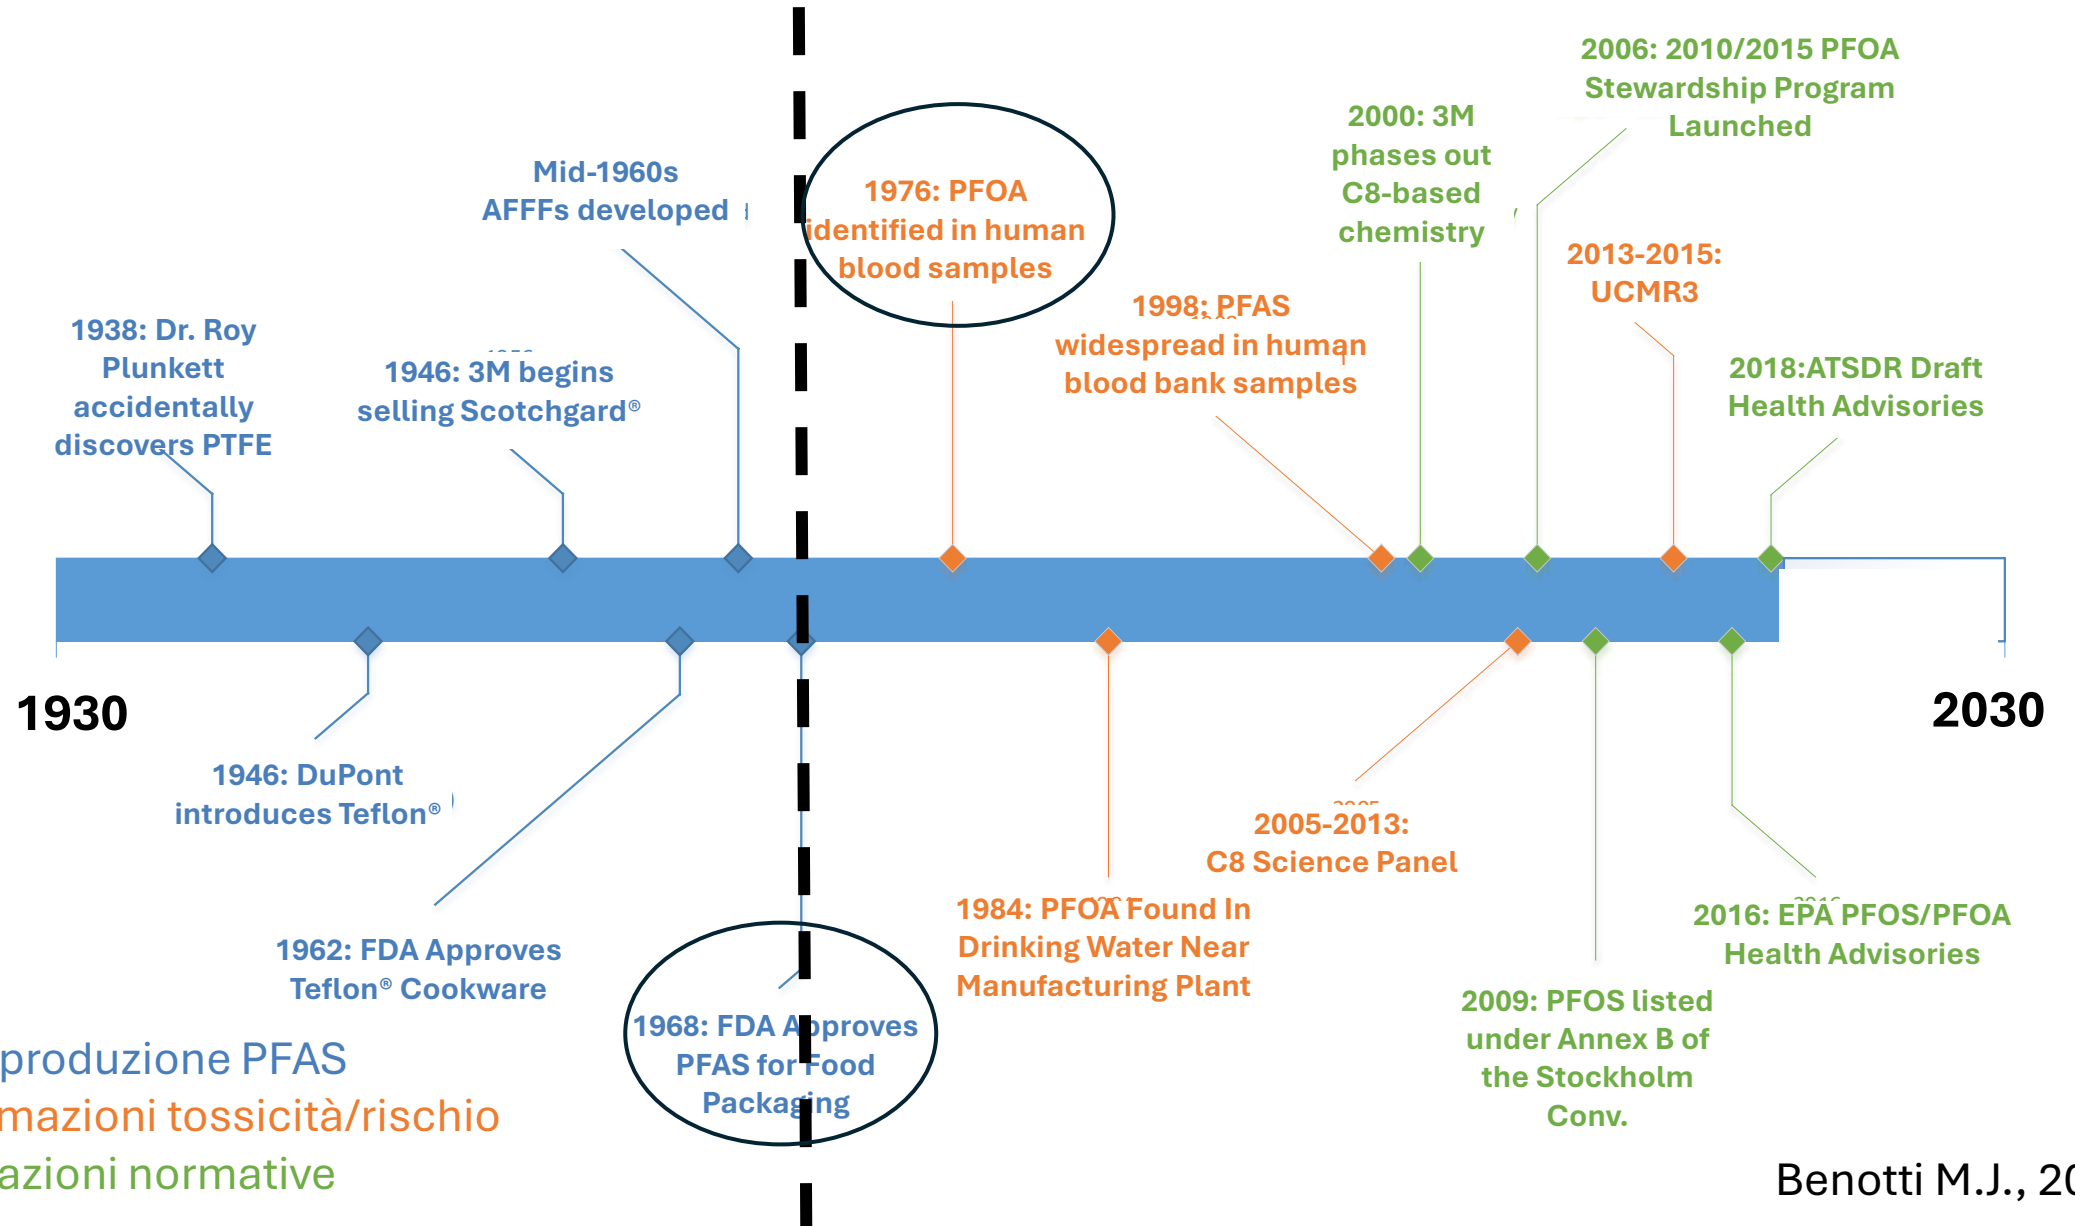 2006: 2010/2015 PFOA
Stewardship Program
Launched
2000: 3M
phases out
C8-based
chemistry
Mid-1960s
AFFFs developed
1976: PFOA
identified in human
blood samples
2013-2015:
UCMR3
1998: PFAS
widespread in human
blood bank samples
1938: Dr. Roy
Plunkett
accidentally
discovers PTFE
1946: 3M begins
selling Scotchgard®
2018:ATSDR Draft
Health Advisories
1930
2030
1946: DuPont
introduces Teflon®
2005-2013:
C8 Science Panel
1984: PFOA Found In
Drinking Water Near
Manufacturing Plant
2016: EPA PFOS/PFOA
Health Advisories
1962: FDA Approves
Teflon® Cookware
2009: PFOS listed
under Annex B of
the Stockholm
Conv.
1968: FDA Approves
PFAS for Food
Packaging
produzione PFAS
mazioni tossicità/rischio
azioni normative
Benotti M.J., 20